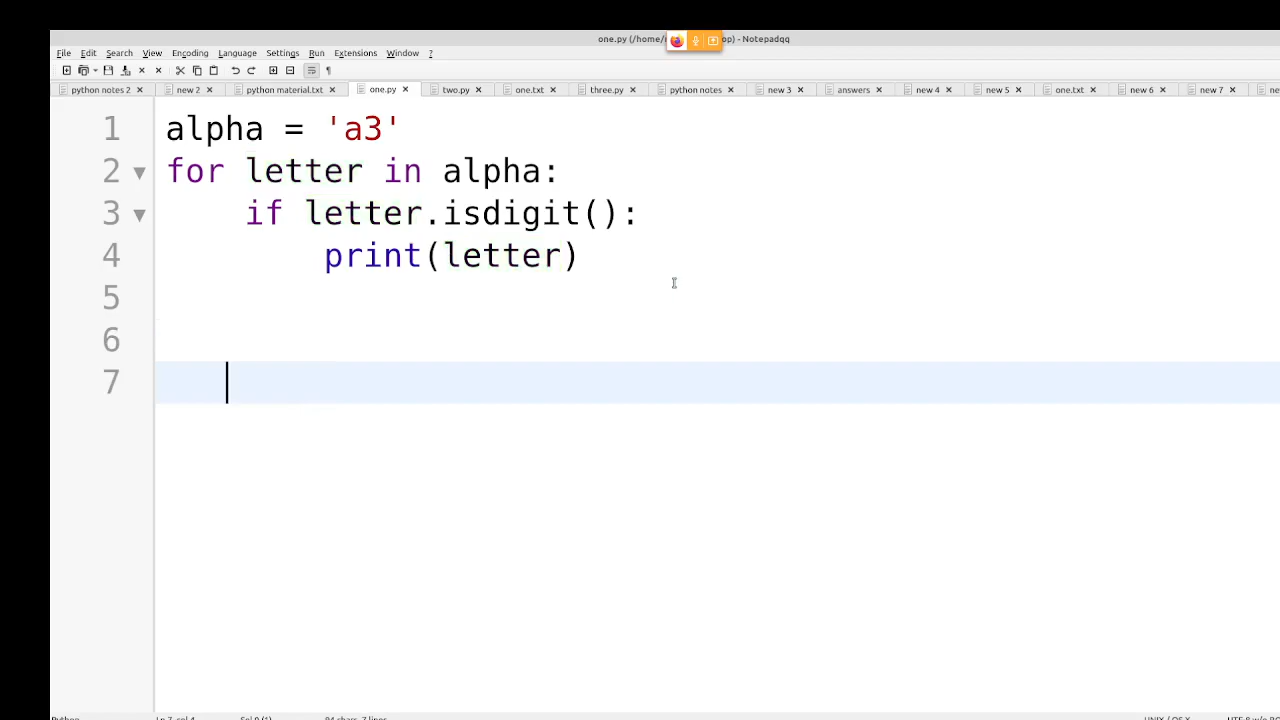 one.py (/home/ op) - Notepadqq
File Edit Search View Encoding Language Settings Run Extensions Window ?
python notes 2 new 2 python material.txt one.py two.py one.txt three.py python notes new 3 answers new 4 new 5 one.txt new 6 new 7
1 alpha = 'a3'
2 for letter in alpha:
3 if letter.isdigit():
4 print(letter)
5
6
7